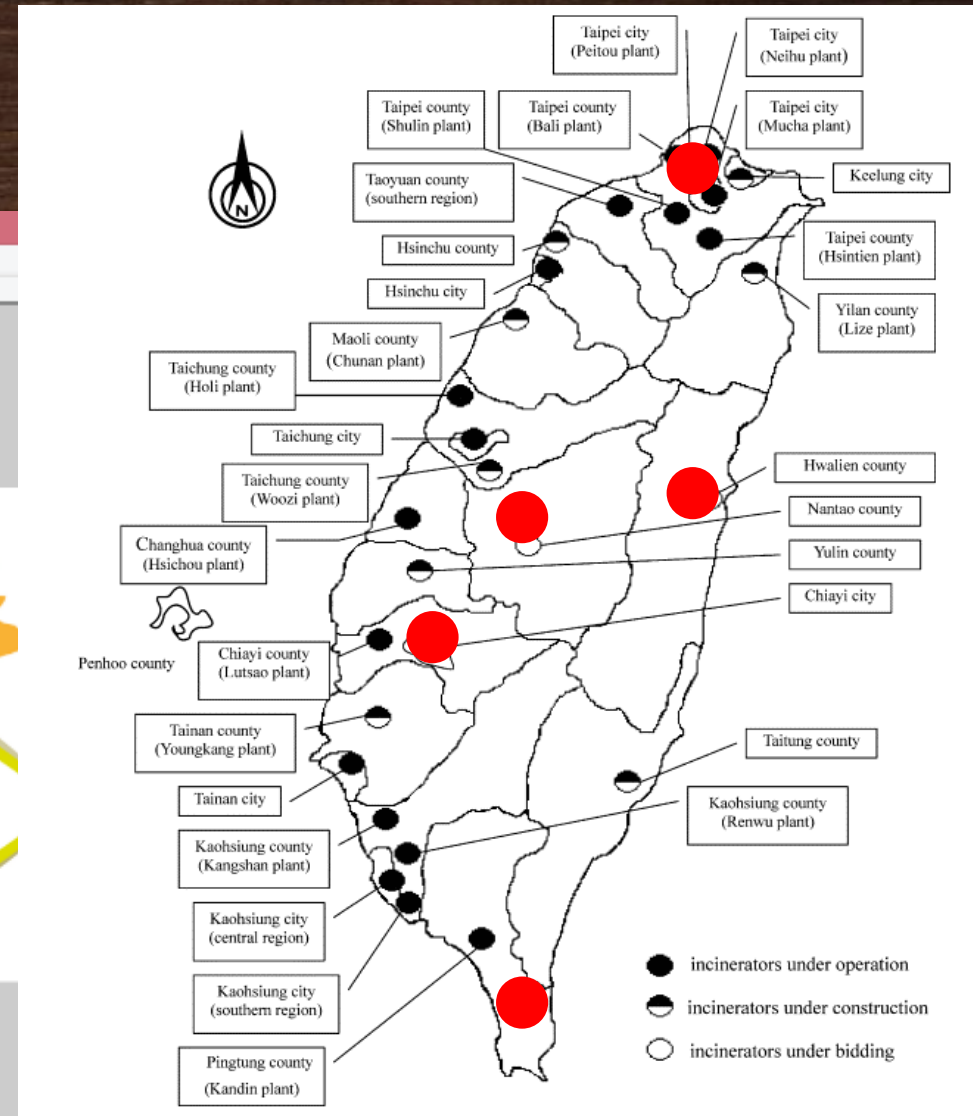 Taipei city
(Peitou plant)
Taipei city
(Neihu plant)
Taipei county
(Shulin plant)
Taipei county
(Bali plant)
Taipei city
(Mucha plant)
Taoyuan county
(southern region)
Keelung city
N
Hsinchu county
Taipei county
(Hsintien plant)
Hsinchu city
Yilan county
(Lize plant)
Maoli county
(Chunan plant)
Taichung county
(Holi plant)
Taichung city
Taichung county
(Woozi plant)
Hwalien county
Nantao county
Changhua county
(Hsichou plant)
Yulin county
Chiayi city
Penhoo county
Chiayi county
(Lutsao plant)
Tainan county
(Youngkang plant)
Taitung county
Tainan city
Kaohsiung county
(Renwu plant)
Kaohsiung county
(Kangshan plant)
Kaohsiung city
(central region)
Kaohsiung city
(southern region)
Pingtung county
(Kandin plant)
incinerators under operation
incinerators under construction
incinerators under bidding